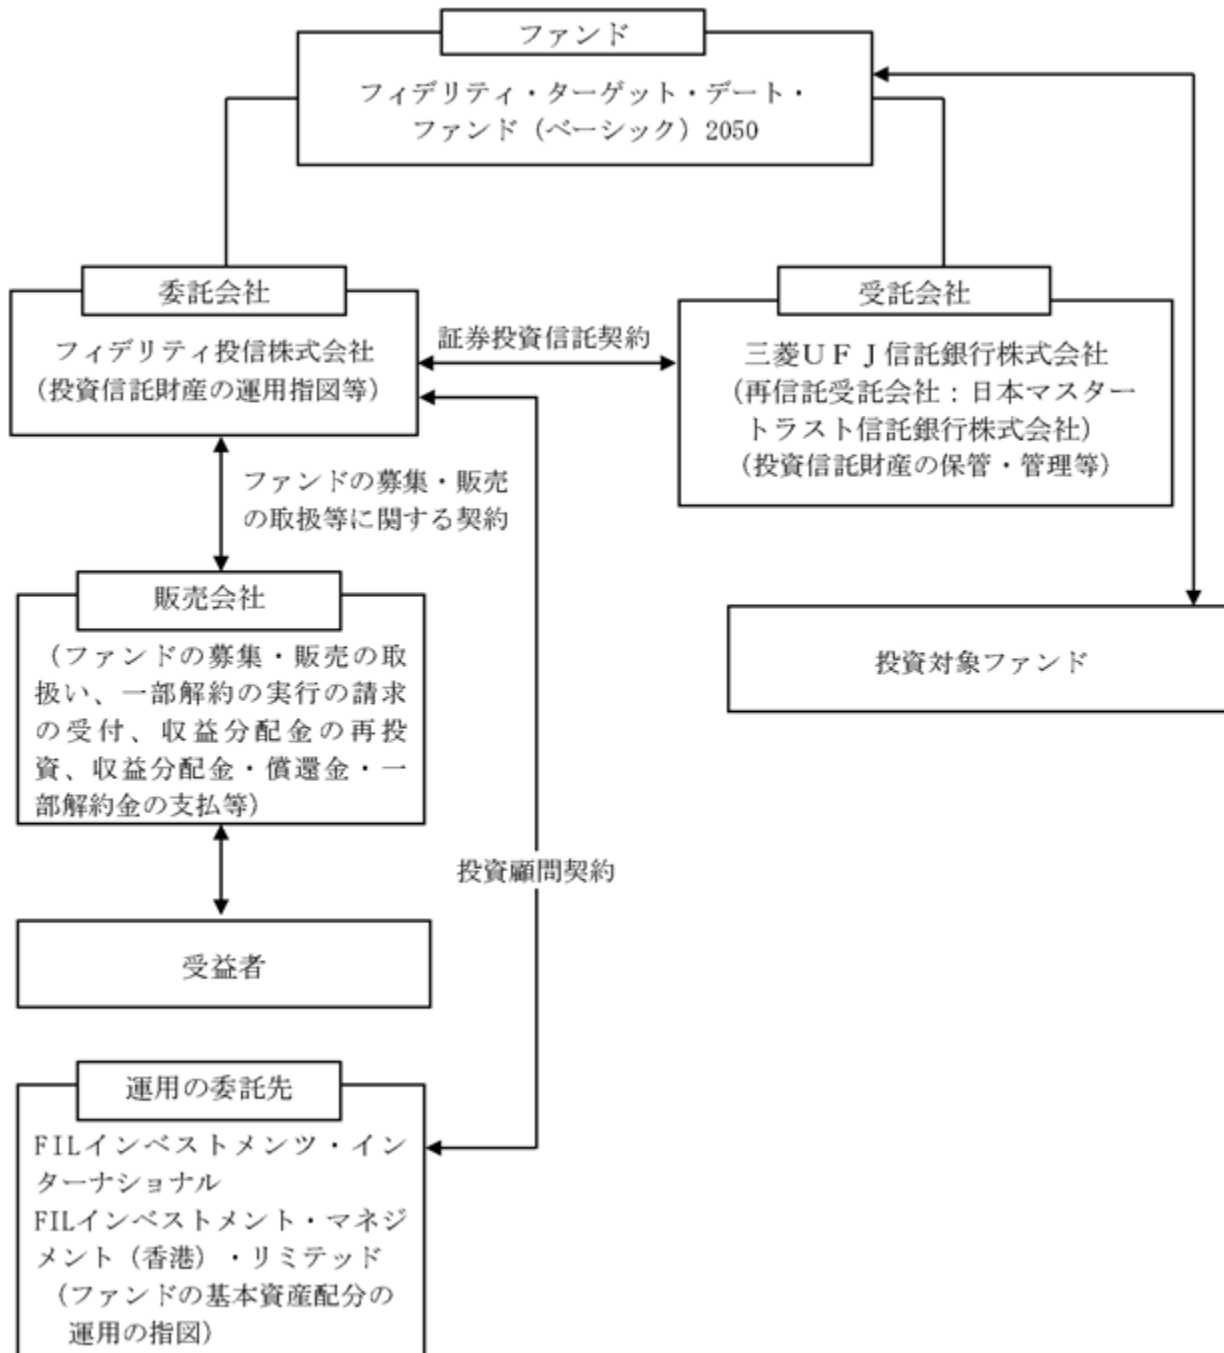 ファンド
フィデリティ・ターゲット・デート・
ファンド（ベーシック）2050
委託会社
フィデリティ投信株式会社
（投資信託財産の運用指図等）
証券投資信託契約
受託会社
三菱ＵＦＪ信託銀行株式会社
（再信託受託会社：日本マスター
トラスト信託銀行株式会社）
（投資信託財産の保管・管理等）
ファンドの募集・販売
の取扱等に関する契約
販売会社
（ファンドの募集・販売の取
扱い、一部解約の実行の請求
の受付、収益分配金の再投
資、収益分配金・償還金・一
部解約金の支払等）
投資対象ファンド
投資顧問契約
受益者
運用の委託先
FILインベストメンツ・イン
ターナショナル
FILインベストメント・マネジ
メント（香港）・リミテッド
（ファンドの基本資産配分の
運用の指図）